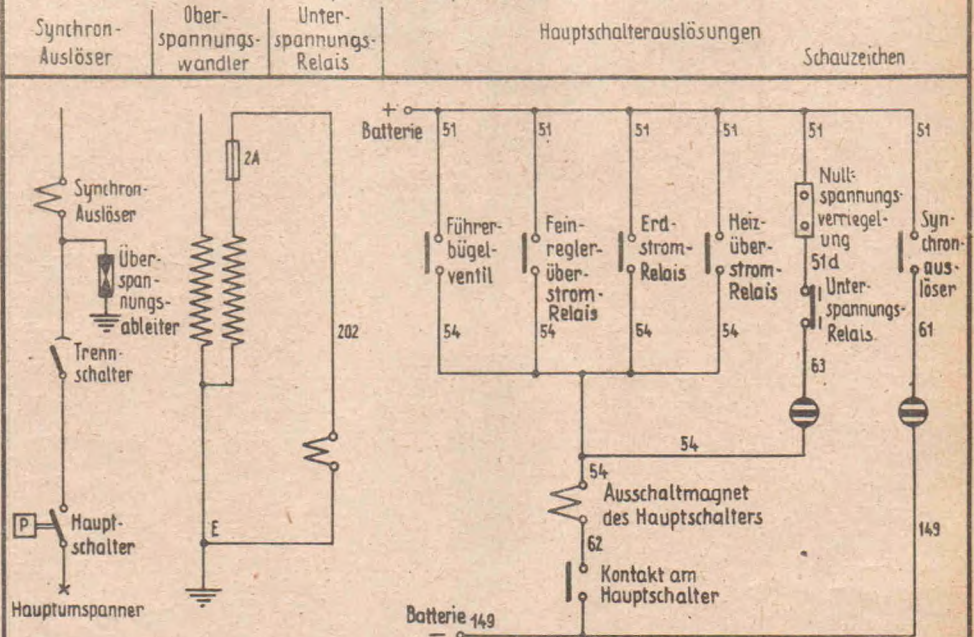 Synchron-
Auslöser
Ober-
spannungs-
wandler
Unter-
spannungs-
Relais
Hauptschalterauslösungen
Schauzeichen
Synchron-
Auslöser
Über-
span-
nungs-
ableiter
Trenn-
schalter
P
Haupt-
schalter
Hauptumspanner
2A
202
E
+
Batterie
51
51
51
51
51
51
Führer-
bügel-
ventil
Fein-
regler-
über-
strom-
Relais
Erd-
strom-
Relais
Heiz-
über-
strom-
Relais
Null-
spannungs-
verriegel-
ung
51d
Unter-
spannungs-
Relais
Syn-
chron-
aus-
löser
54
54
54
54
63
61
54
54
Ausschaltmagnet
des Hauptschalters
62
149
Kontakt am
Hauptschalter
Batterie 149
−